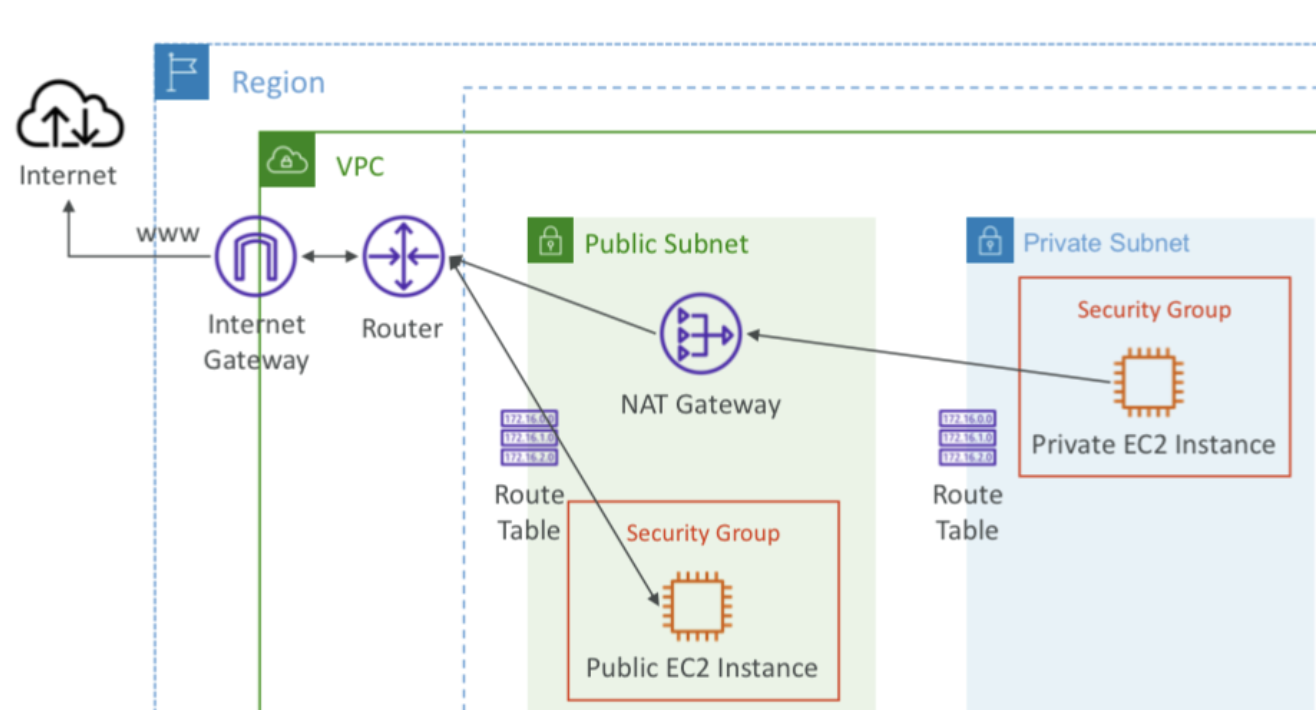 Region
Internet
VPC
www
Internet
Gateway
Router
Public Subnet
NAT Gateway
172.16.0.0
172.16.1.0
172.16.2.0
Route
Table
Security Group
Public EC2 Instance
Private Subnet
Security Group
Private EC2 Instance
172.16.0.0
172.16.1.0
172.16.2.0
Route
Table